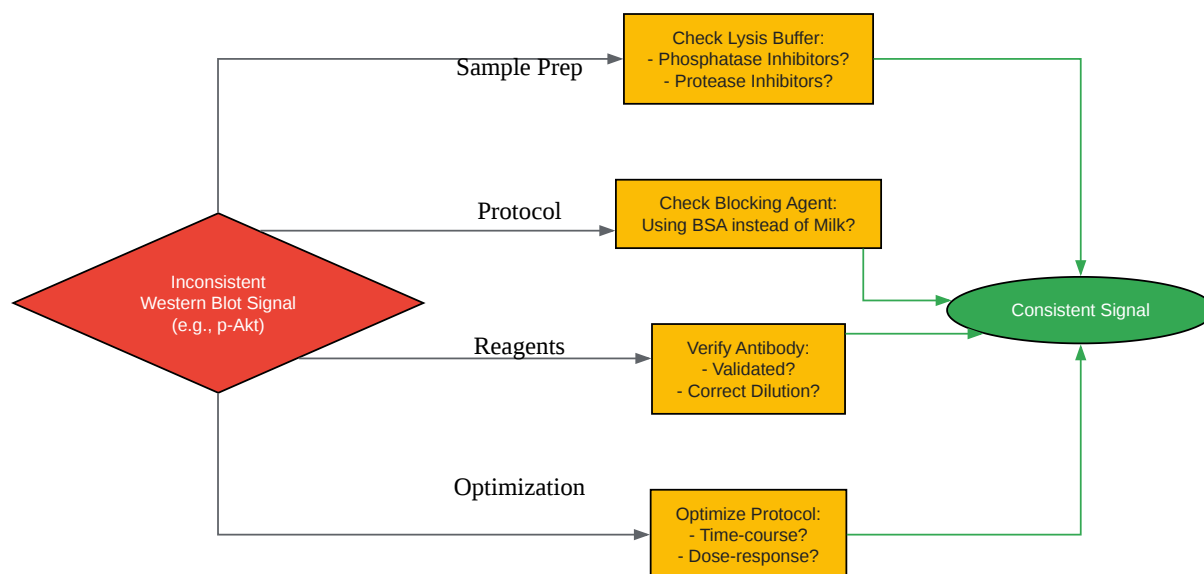 Inconsistent
Western Blot Signal
(e.g., p-Akt)
Sample Prep
Check Lysis Buffer:
- Phosphatase Inhibitors?
- Protease Inhibitors?
Protocol
Check Blocking Agent:
Using BSA instead of Milk?
Reagents
Verify Antibody:
- Validated?
- Correct Dilution?
Optimization
Optimize Protocol:
- Time-course?
- Dose-response?
Consistent Signal